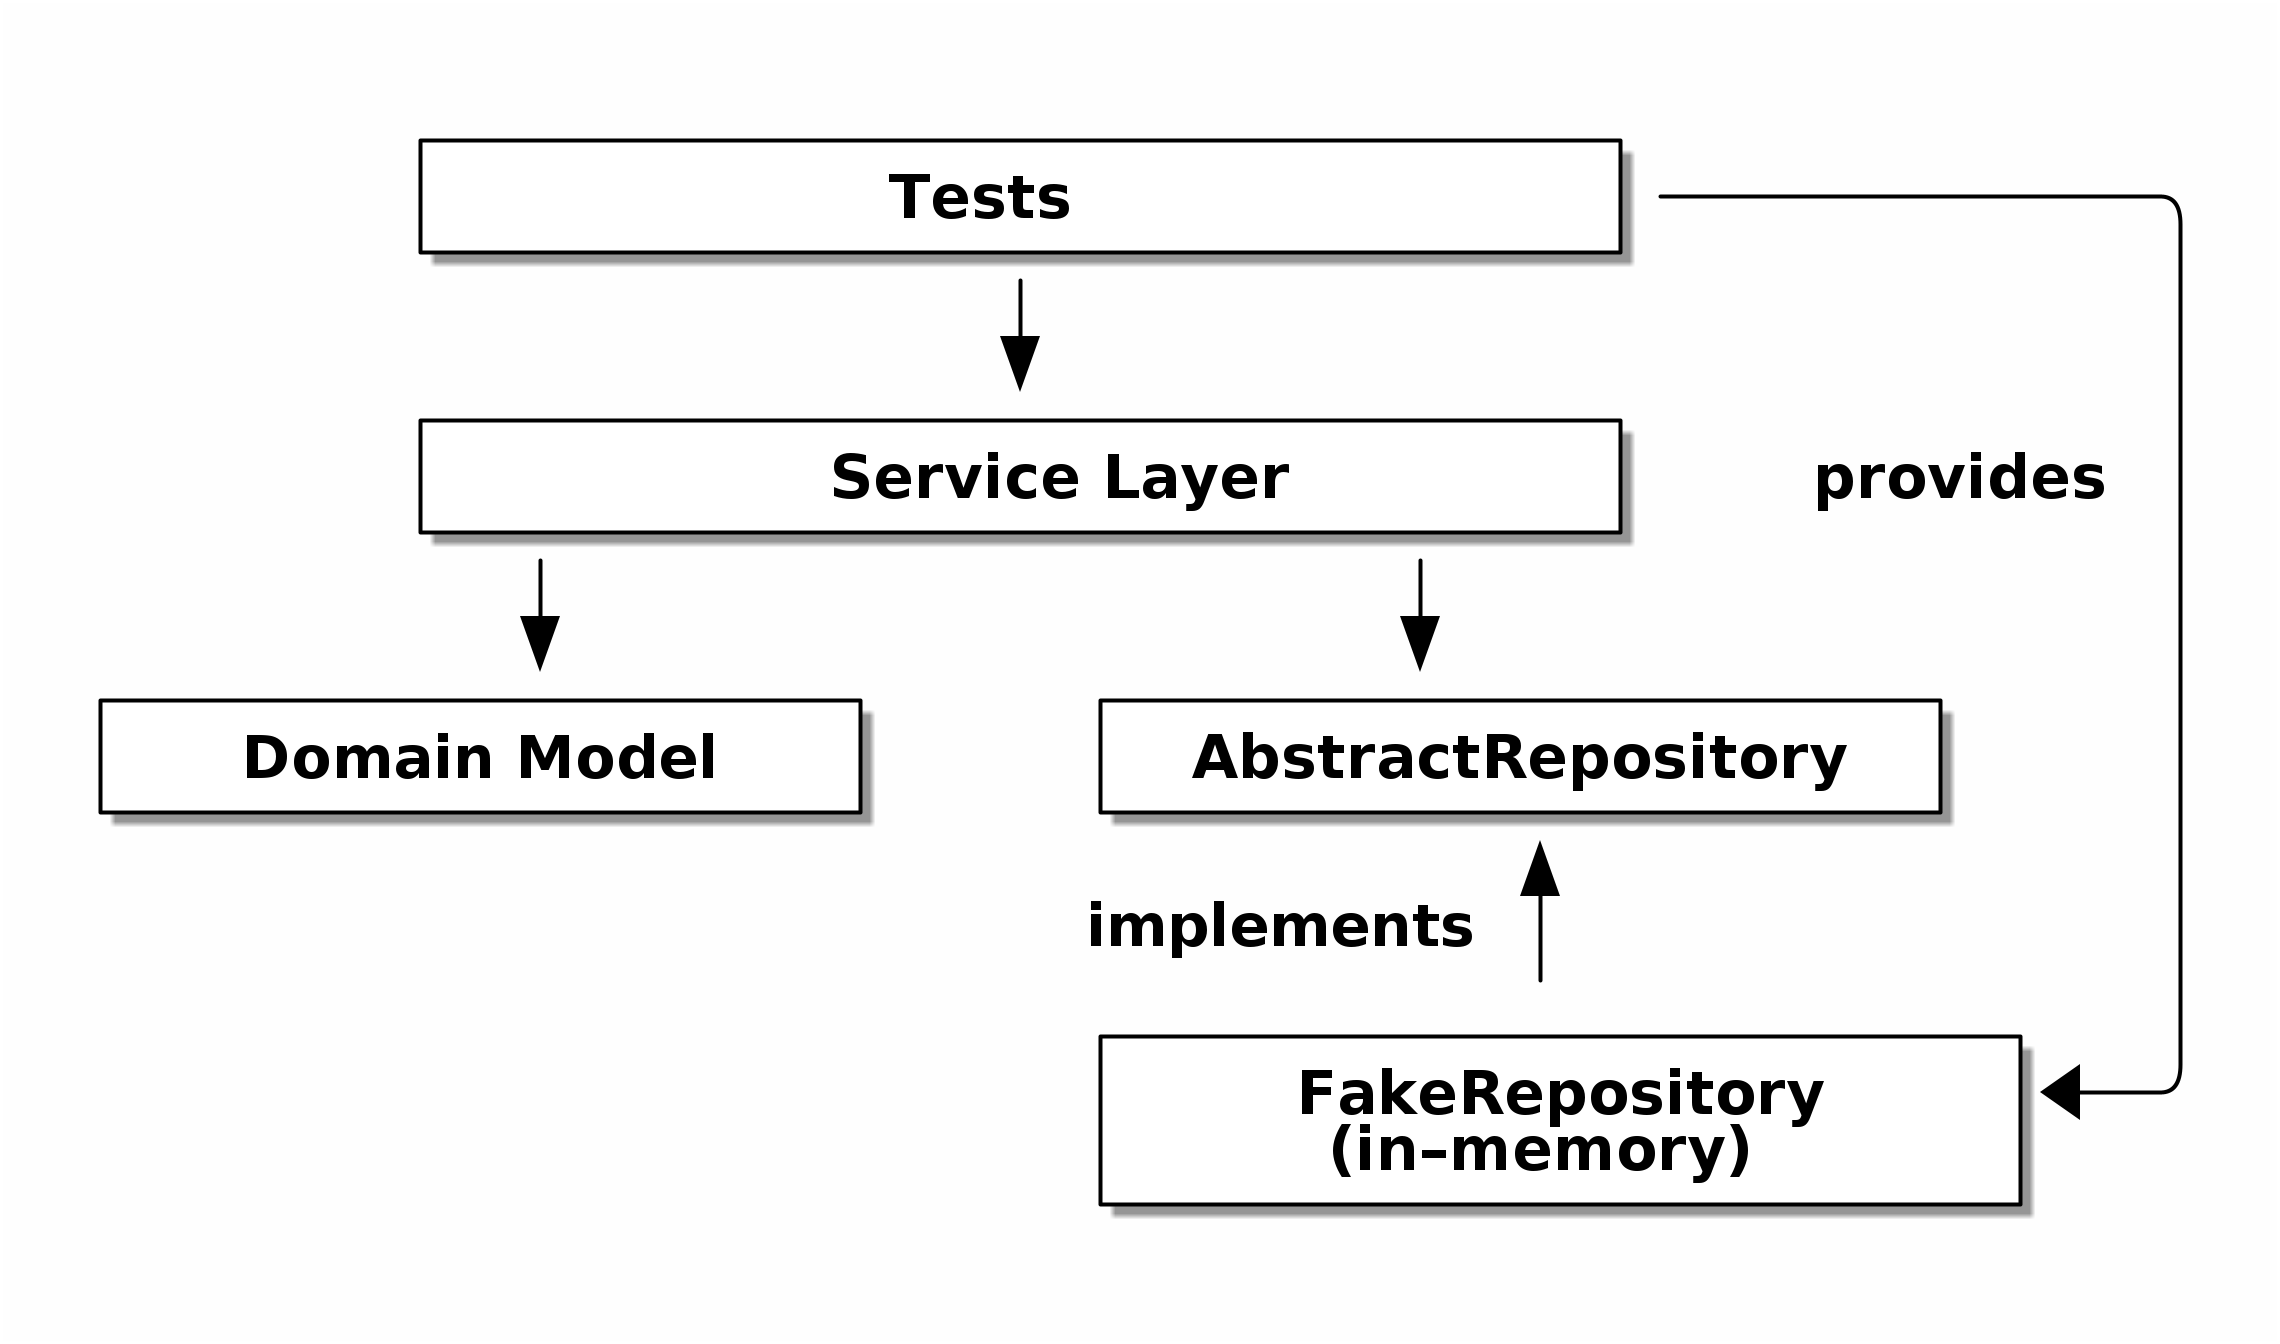 Tests
Service Layer
provides
Domain Model
AbstractRepository
implements
FakeRepository
(in–memory)